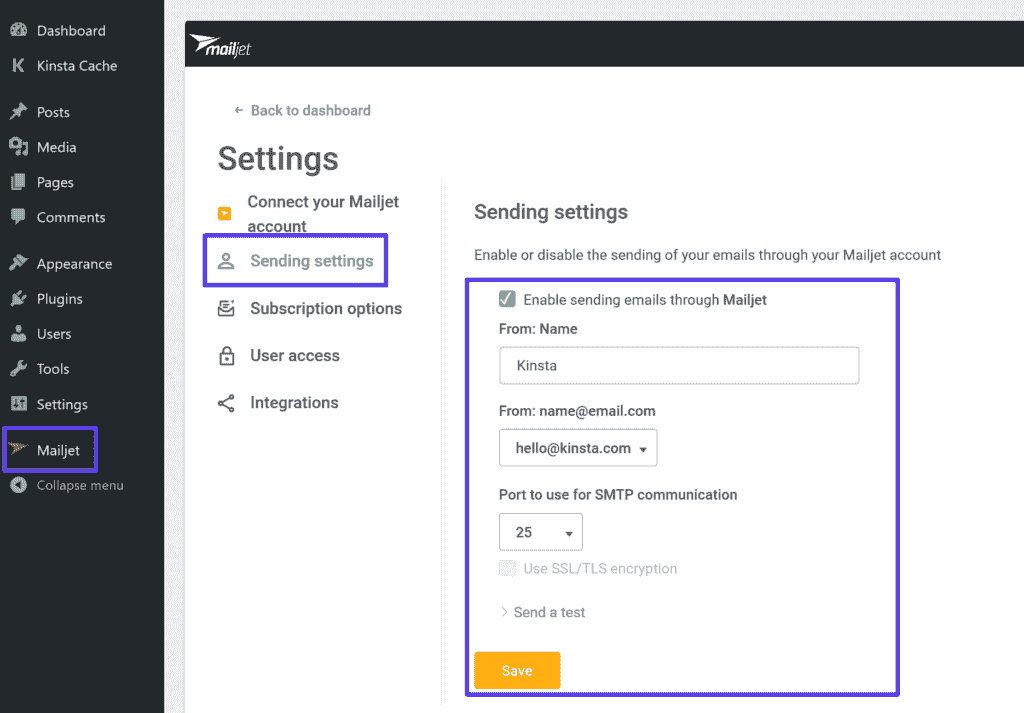 Dashboard
Kinsta Cache
Posts
Media
Pages
Comments
Appearance
Plugins
Users
Tools
Settings
Mailjet
Collapse menu
mailjet
Back to dashboard
Settings
Connect your Mailjet
account
Sending settings
Subscription options
User access
Integrations
Sending settings
Enable or disable the sending of your emails through your Mailjet account
Enable sending emails through Mailjet
From: Name
Kinsta
From: name@email.com
hello@kinsta.com
Port to use for SMTP communication
25
Use SSL/TLS encryption
Send a test
Save